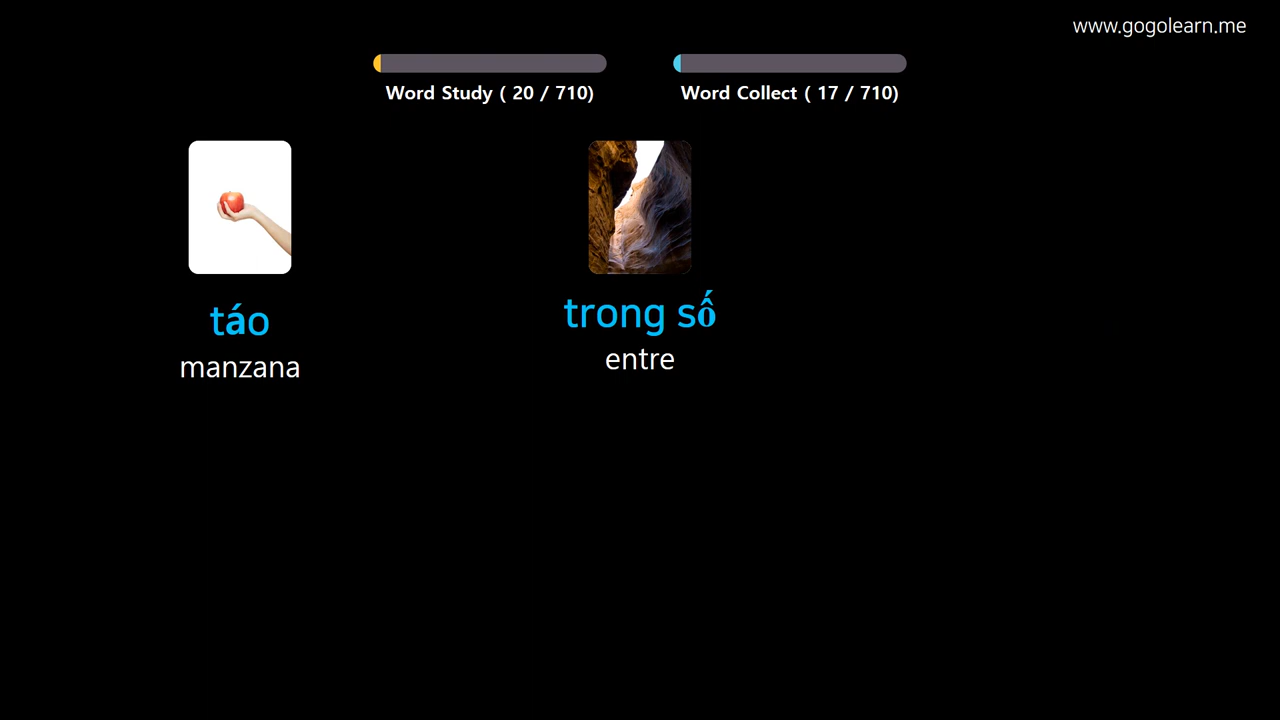 www.gogolearn.me
Word Study ( 20 / 710)
Word Collect ( 17 / 710)
táo
manzana
trong số
entre